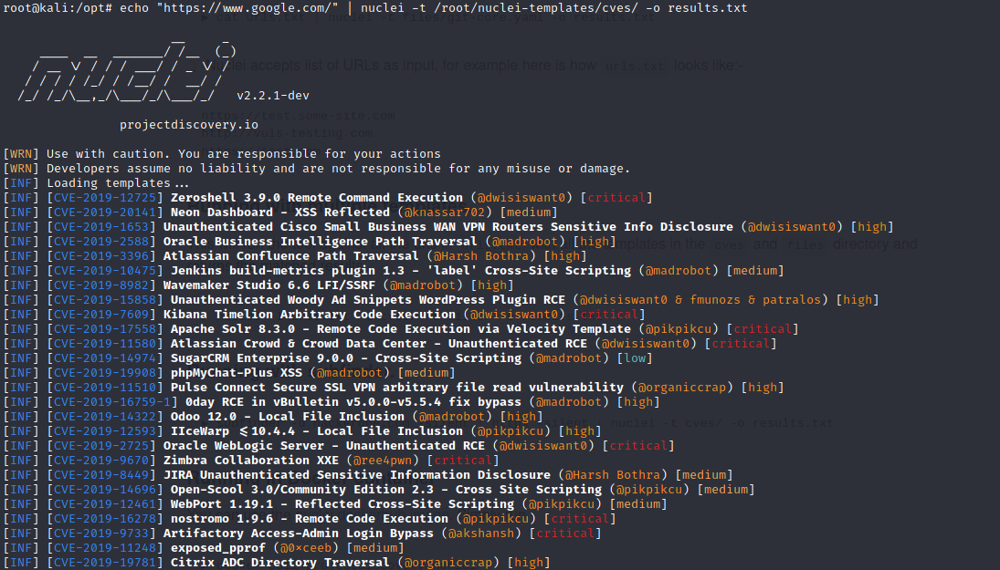 root@kali:/opt# echo "https://www.google.com/" | nuclei -t /root/nuclei-templates/cves/ -o results.txt
nuclei v2.2.1-dev
projectdiscovery.io
[WRN] Use with caution. You are responsible for your actions
[WRN] Developers assume no liability and are not responsible for any misuse or damage.
[INF] Loading templates...
[INF] [CVE-2019-12725] Zeroshell 3.9.0 Remote Command Execution (@dwisiswant0) [critical]
[INF] [CVE-2019-20141] Neon Dashboard - XSS Reflected (@knassar702) [medium]
[INF] [CVE-2019-1653] Unauthenticated Cisco Small Business WAN VPN Routers Sensitive Info Disclosure (@dwisiswant0) [high]
[INF] [CVE-2019-2588] Oracle Business Intelligence Path Traversal (@madrobot) [high]
[INF] [CVE-2019-3396] Atlassian Confluence Path Traversal (@Harsh Bothra) [high]
[INF] [CVE-2019-10475] Jenkins build-metrics plugin 1.3 - 'label' Cross-Site Scripting (@madrobot) [medium]
[INF] [CVE-2019-8982] Wavemaker Studio 6.6 LFI/SSRF (@madrobot) [high]
[INF] [CVE-2019-15858] Unauthenticated Woody Ad Snippets WordPress Plugin RCE (@dwisiswant0 & fmunozs & patralos) [high]
[INF] [CVE-2019-7609] Kibana Timelion Arbitrary Code Execution (@dwisiswant0) [critical]
[INF] [CVE-2019-17558] Apache Solr 8.3.0 - Remote Code Execution via Velocity Template (@pikpikcu) [critical]
[INF] [CVE-2019-11580] Atlassian Crowd & Crowd Data Center - Unauthenticated RCE (@dwisiswant0) [critical]
[INF] [CVE-2019-14974] SugarCRM Enterprise 9.0.0 - Cross-Site Scripting (@madrobot) [low]
[INF] [CVE-2019-19908] phpMyChat-Plus XSS (@madrobot) [medium]
[INF] [CVE-2019-11510] Pulse Connect Secure SSL VPN arbitrary file read vulnerability (@organiccrap) [high]
[INF] [CVE-2019-16759-1] 0day RCE in vBulletin v5.0.0-v5.5.4 fix bypass (@madrobot) [high]
[INF] [CVE-2019-14322] Odoo 12.0 - Local File Inclusion (@madrobot) [high]
[INF] [CVE-2019-12593] IceWarp <=10.4.4 - Local File Inclusion (@pikpikcu) [high]
[INF] [CVE-2019-2725] Oracle WebLogic Server - Unauthenticated RCE (@dwisiswant0) [critical]
[INF] [CVE-2019-9670] Zimbra Collaboration XXE (@ree4pwn) [critical]
[INF] [CVE-2019-8449] JIRA Unauthenticated Sensitive Information Disclosure (@Harsh Bothra) [medium]
[INF] [CVE-2019-14696] Open-Scool 3.0/Community Edition 2.3 - Cross Site Scripting (@pikpikcu) [medium]
[INF] [CVE-2019-12461] WebPort 1.19.1 - Reflected Cross-Site Scripting (@pikpikcu) [medium]
[INF] [CVE-2019-16278] nostromo 1.9.6 - Remote Code Execution (@pikpikcu) [critical]
[INF] [CVE-2019-9733] Artifactory Access-Admin Login Bypass (@akshansh) [critical]
[INF] [CVE-2019-11248] exposed_pprof (@0xceeb) [medium]
[INF] [CVE-2019-19781] Citrix ADC Directory Traversal (@organiccrap) [high]